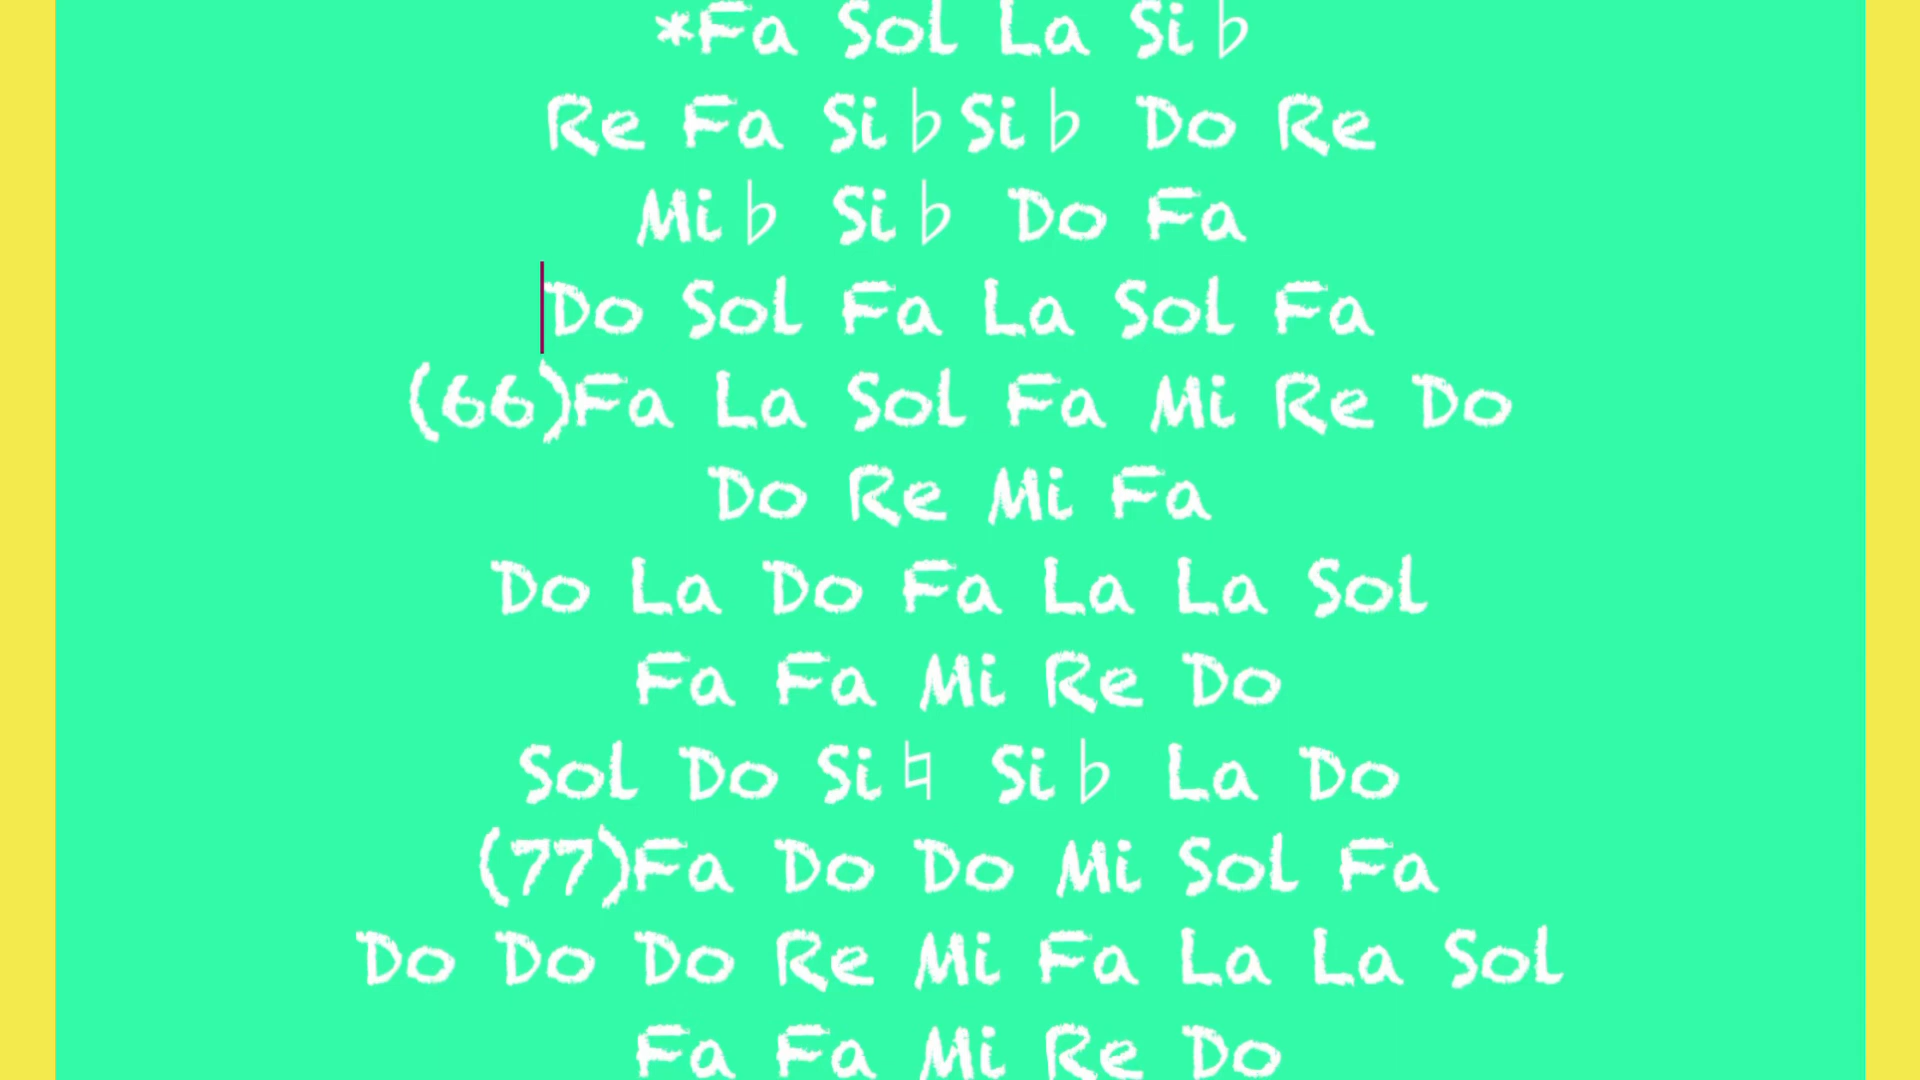 *Fa Sol La Si♭
Re Fa Si♭Si♭ Do Re
Mi♭ Si♭ Do Fa
Do Sol Fa La Sol Fa
(66)Fa La Sol Fa Mi Re Do
Do Re Mi Fa
Do La Do Fa La La Sol
Fa Fa Mi Re Do
Sol Do Si♮ Si♭ La Do
(77)Fa Do Do Mi Sol Fa
Do Do Do Re Mi Fa La La Sol
Fa Fa Mi Re Do